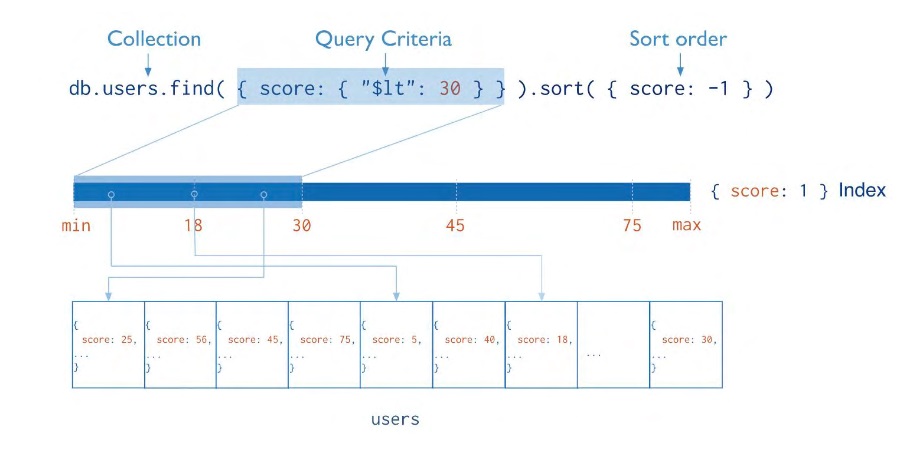 Collection Query Criteria Sort order
db.users.find( { score: { "$lt": 30 } } ).sort( { score: -1 } )
{ score: 1 } Index
min 18 30 45 75 max
{ { { { { { { {
score: 25, score: 56, score: 45, score: 75, score: 5, score: 40, score: 18, score: 30,
... ... ... ... ... ... ... ... ...
} } } } } } } }
users